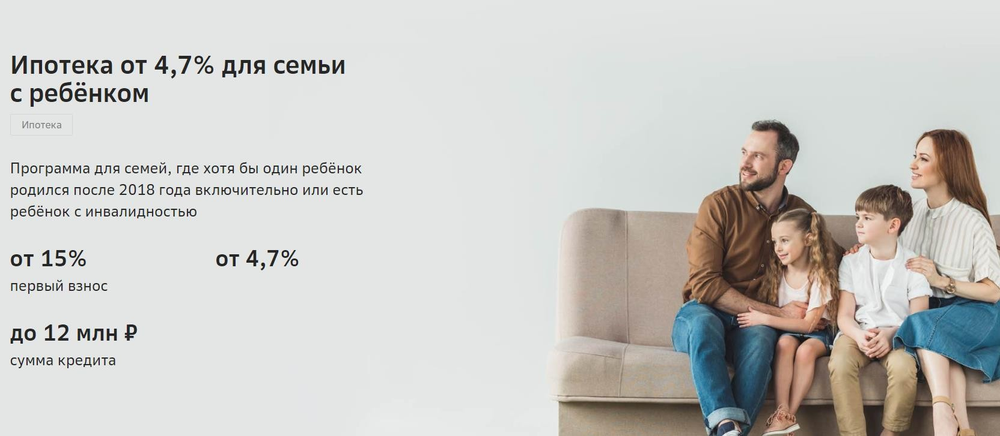 Ипотека от 4,7% для семьи
с ребёнком
Ипотека
Программа для семей, где хотя бы один ребёнок
родился после 2018 года включительно или есть
ребёнок с инвалидностью
от 15%
первый взнос
от 4,7%
до 12 млн ₽
сумма кредита